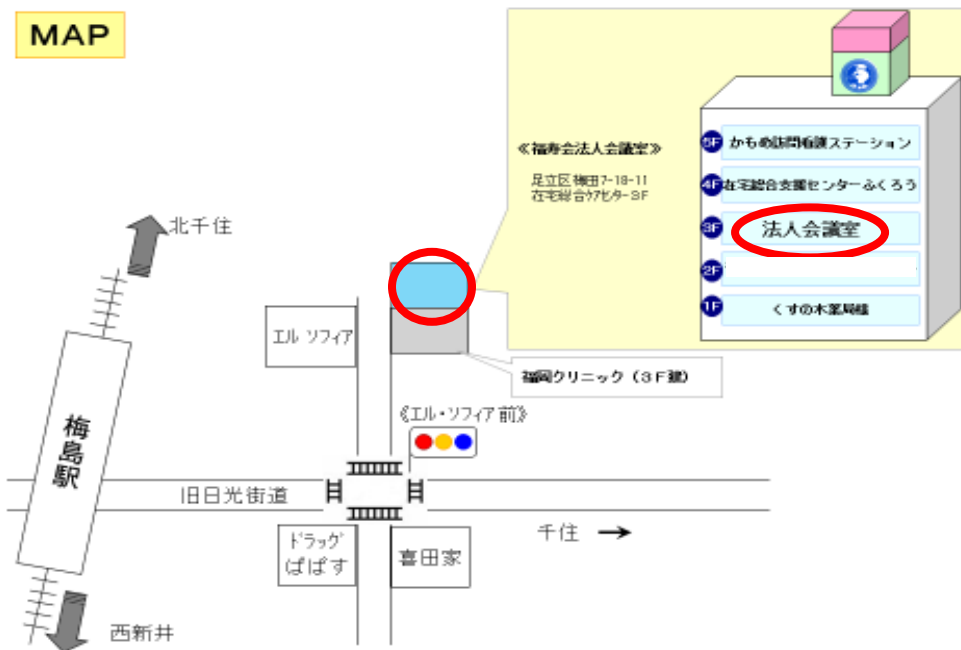 MAP
≪福寿会法人会議室≫
足立区梅田7-18-11
在宅総合ケアセンター3F
5F かもめ訪問看護ステーション
4F 在宅総合支援センターふくろう
3F 法人会議室
2F
1F くすの木薬局様
北千住
エル ソフィア
福岡クリニック（3F建）
≪エル・ソフィア前≫
梅島駅
旧日光街道
千住 →
ドラッグ
ぱぱす
喜田家
西新井